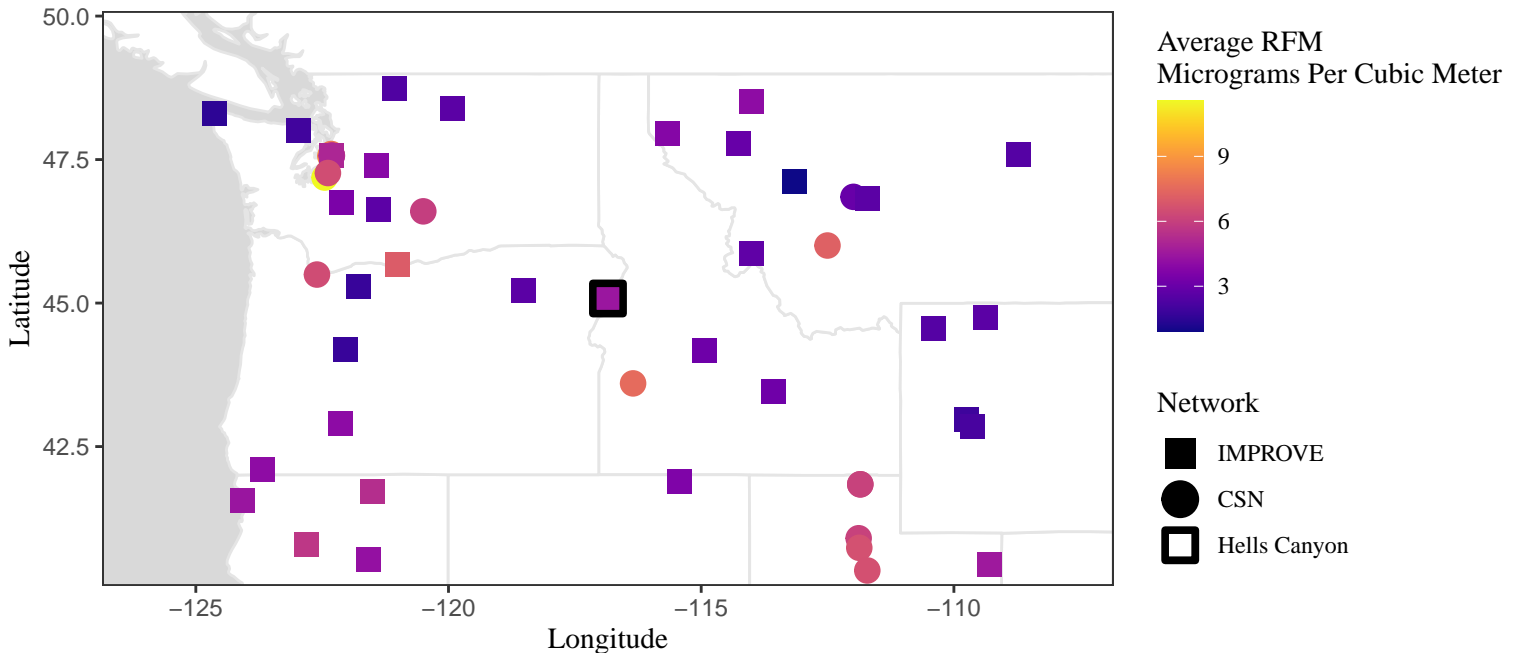 50.0
47.5
45.0
42.5
Latitude
−125
−120
−115
−110
Longitude
Average RFM
Micrograms Per Cubic Meter
9
6
3
Network
IMPROVE
CSN
Hells Canyon